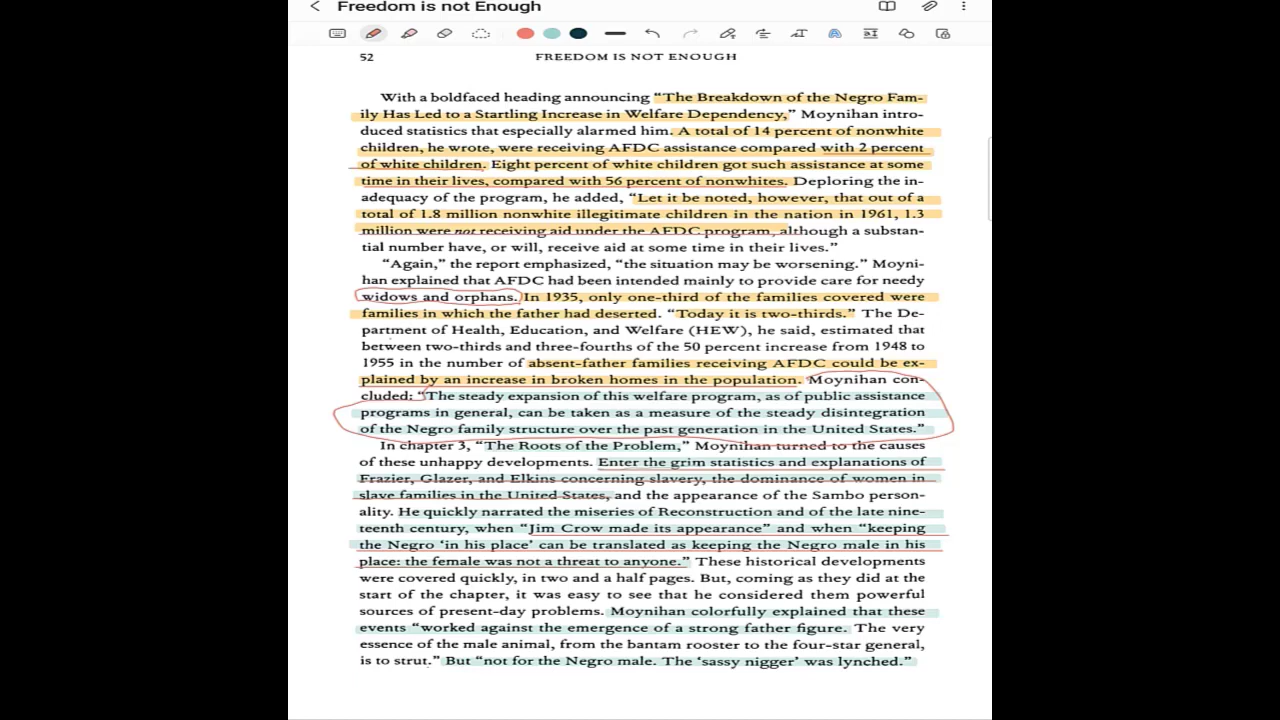 Freedom is not Enough
52 FREEDOM IS NOT ENOUGH
With a boldfaced heading announcing “The Breakdown of the Negro Fam-
ily Has Led to a Startling Increase in Welfare Dependency,” Moynihan intro-
duced statistics that especially alarmed him. A total of 14 percent of nonwhite
children, he wrote, were receiving AFDC assistance compared with 2 percent
of white children. Eight percent of white children got such assistance at some
time in their lives, compared with 56 percent of nonwhites. Deploring the in-
adequacy of the program, he added, “Let it be noted, however, that out of a
total of 1.8 million nonwhite illegitimate children in the nation in 1961, 1.3
million were not receiving aid under the AFDC program, although a substan-
tial number have, or will, receive aid at some time in their lives.”
“Again,” the report emphasized, “the situation may be worsening.” Moyni-
han explained that AFDC had been intended mainly to provide care for needy
widows and orphans. In 1935, only one-third of the families covered were
families in which the father had deserted. “Today it is two-thirds.” The De-
partment of Health, Education, and Welfare (HEW), he said, estimated that
between two-thirds and three-fourths of the 50 percent increase from 1948 to
1955 in the number of absent-father families receiving AFDC could be ex-
plained by an increase in broken homes in the population. Moynihan con-
cluded: “The steady expansion of this welfare program, as of public assistance
programs in general, can be taken as a measure of the steady disintegration
of the Negro family structure over the past generation in the United States.”
In chapter 3, “The Roots of the Problem,” Moynihan turned to the causes
of these unhappy developments. Enter the grim statistics and explanations of
Frazier, Glazer, and Elkins concerning slavery, the dominance of women in
slave families in the United States, and the appearance of the Sambo person-
ality. He quickly narrated the miseries of Reconstruction and of the late nine-
teenth century, when “Jim Crow made its appearance” and when “keeping
the Negro ‘in his place’ can be translated as keeping the Negro male in his
place: the female was not a threat to anyone.” These historical developments
were covered quickly, in two and a half pages. But, coming as they did at the
start of the chapter, it was easy to see that he considered them powerful
sources of present-day problems. Moynihan colorfully explained that these
events “worked against the emergence of a strong father figure. The very
essence of the male animal, from the bantam rooster to the four-star general,
is to strut.” But “not for the Negro male. The ‘sassy nigger’ was lynched.”